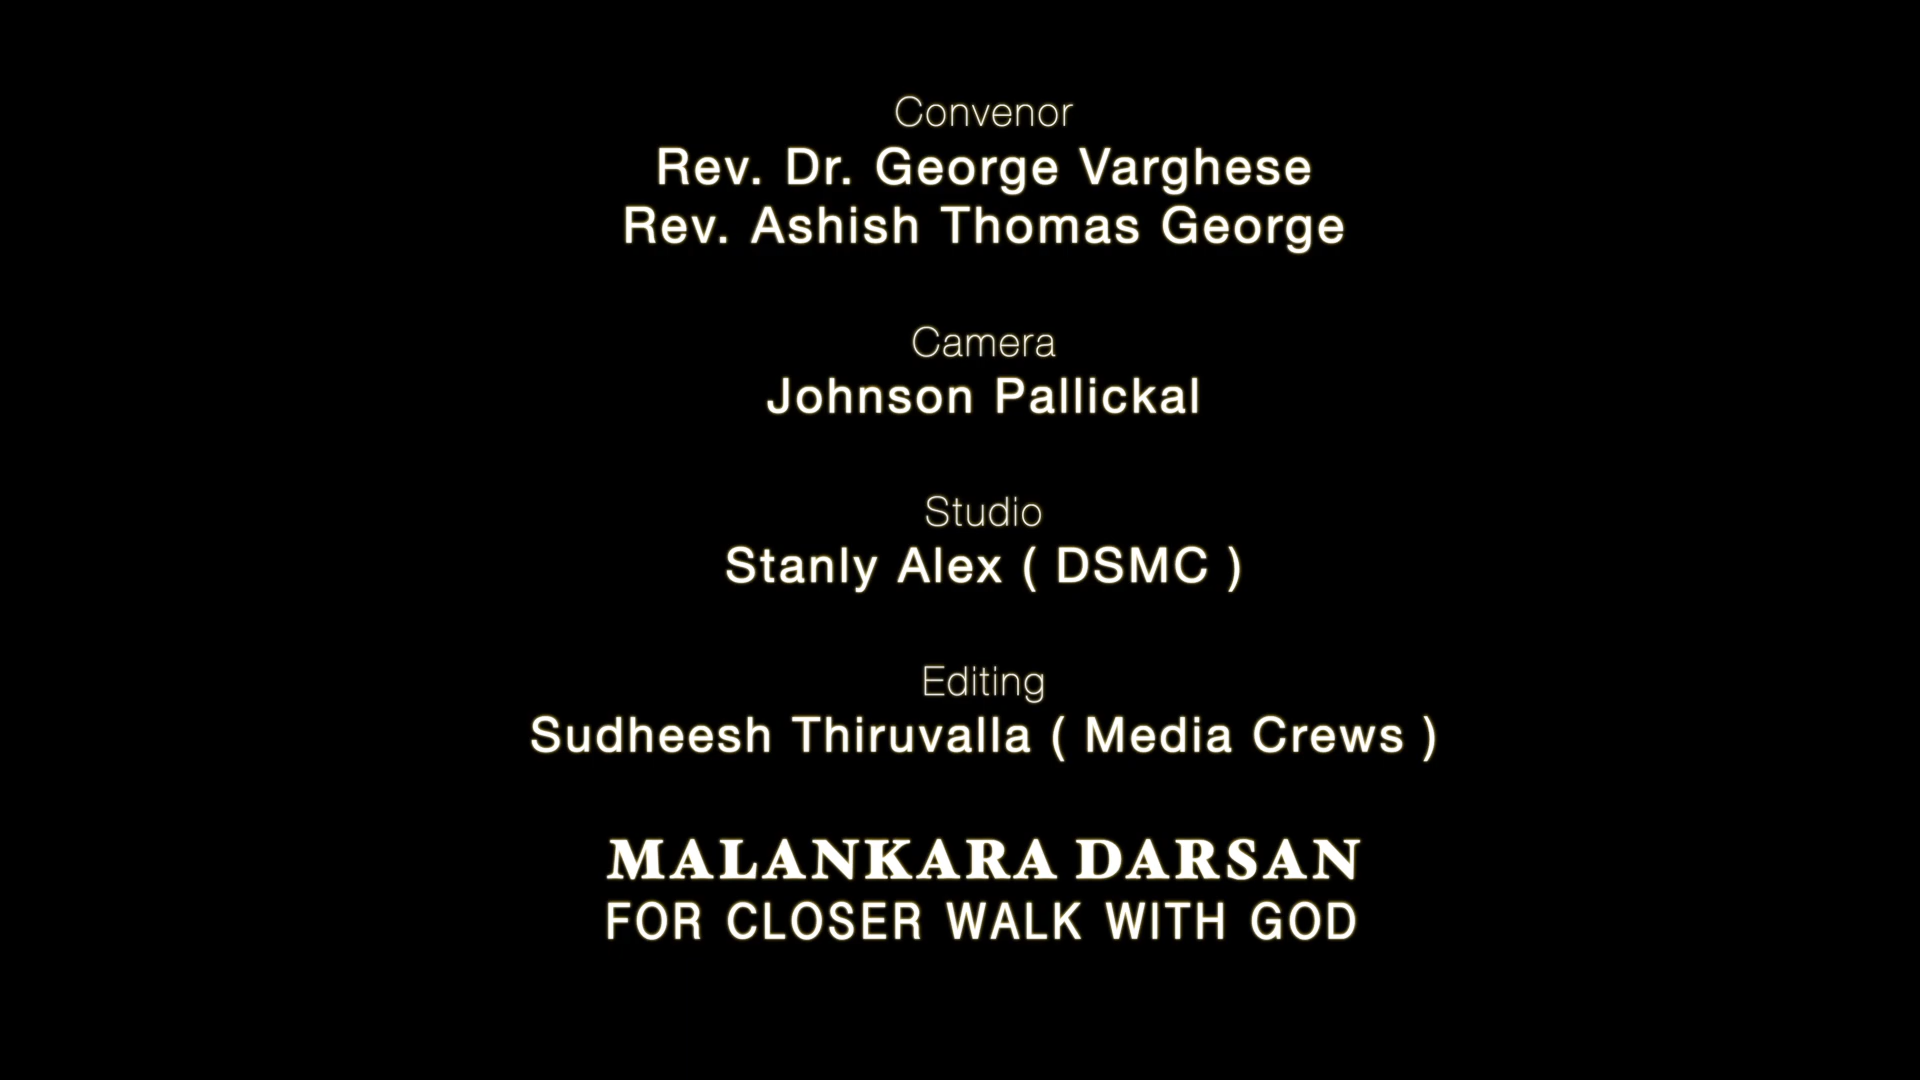 Convenor
Rev. Dr. George Varghese
Rev. Ashish Thomas George
Camera
Johnson Pallickal
Studio
Stanly Alex ( DSMC )
Editing
Sudheesh Thiruvalla ( Media Crews )
MALANKARA DARSAN
FOR CLOSER WALK WITH GOD